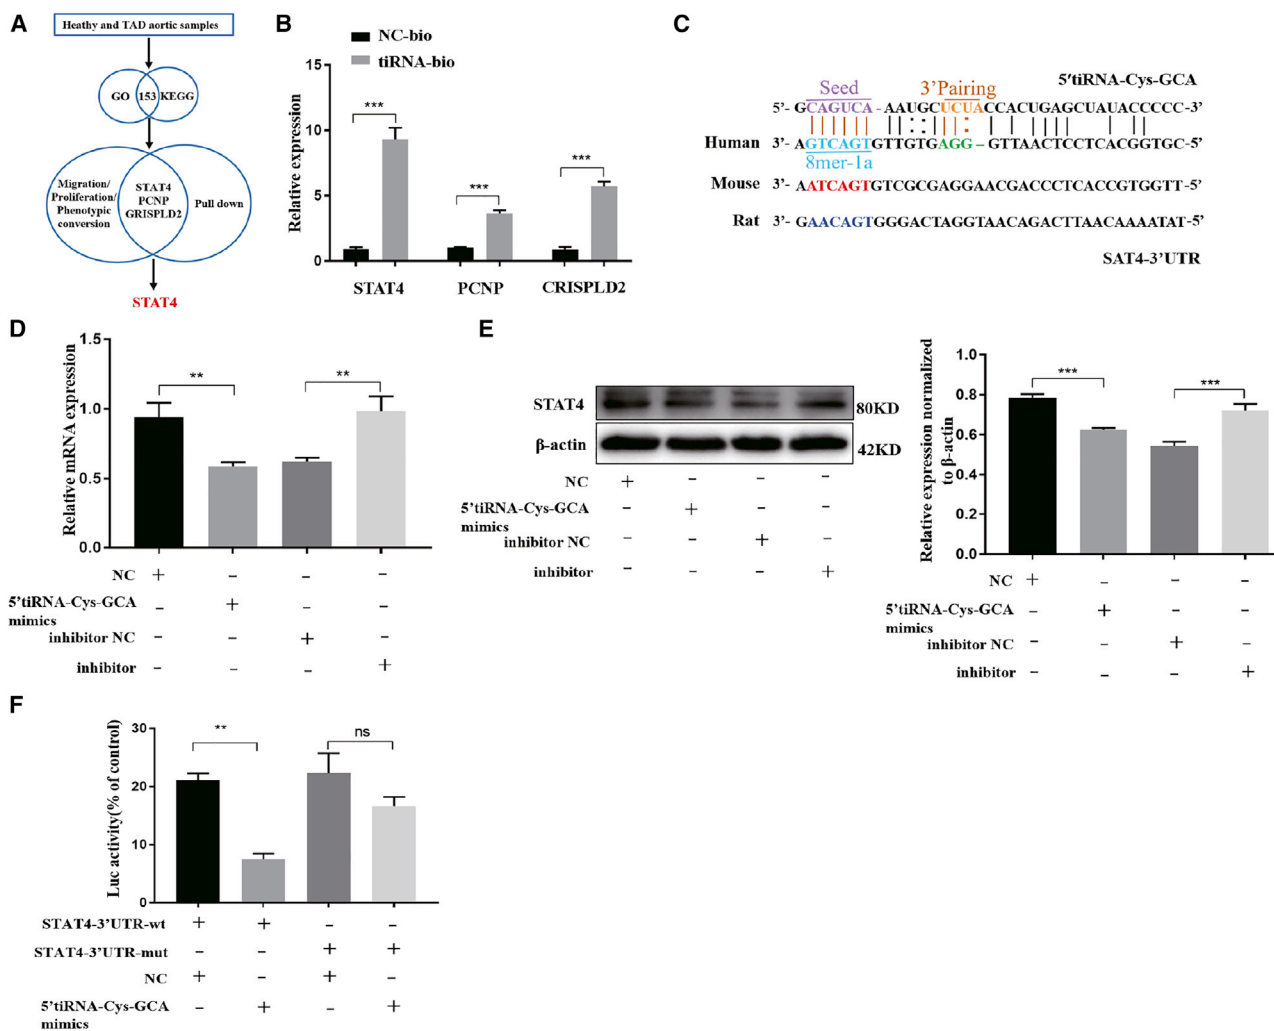 A
Heathy and TAD aortic samples
GO
153
KEGG
Migration/
Proliferation/
Phenotypic
conversion
STAT4
PCNP
GRISPLD2
Pull down
STAT4
B
NC-bio
tiRNA-bio
Relative expression
15
10
5
0
***
***
***
STAT4
PCNP
CRISPLD2
C
5'tiRNA-Cys-GCA
Seed
3'Pairing
5'- GCAGUCA - AAUGCUCUACCACUGAGCUAUACCCCC-3'
Human 3'- AGTCAGTGTTGTGAGG–GTTAACTCCTCACGGTGC-5'
8mer-1a
Mouse 3'- AATCAGTGTCGCGAGGAACGACCCTCACCGTGGTT-5'
Rat 3'- GAACAGTGGGACTAGGTAACAGACTTAACAAAATAT-5'
SAT4-3'UTR
D
Relative mRNA expression
1.5
1.0
0.5
0.0
**
**
NC + - - -
5'tiRNA-Cys-GCA - + - -
mimics
inhibitor NC - - + -
inhibitor - - - +
E
STAT4
80KD
β-actin
42KD
NC + - - -
5'tiRNA-Cys-GCA - + - -
mimics
inhibitor NC - - + -
inhibitor - - - +
Relative expression normalized
to β-actin
1.0
0.8
0.6
0.4
0.2
0.0
***
***
NC + - - -
5'tiRNA-Cys-GCA - + - -
mimics
inhibitor NC - - + -
inhibitor - - - +
F
Luc activity(% of control)
30
20
10
0
**
ns
STAT4-3'UTR-wt + + - -
STAT4-3'UTR-mut - - + +
NC + - + -
5'tiRNA-Cys-GCA - + - +
mimics